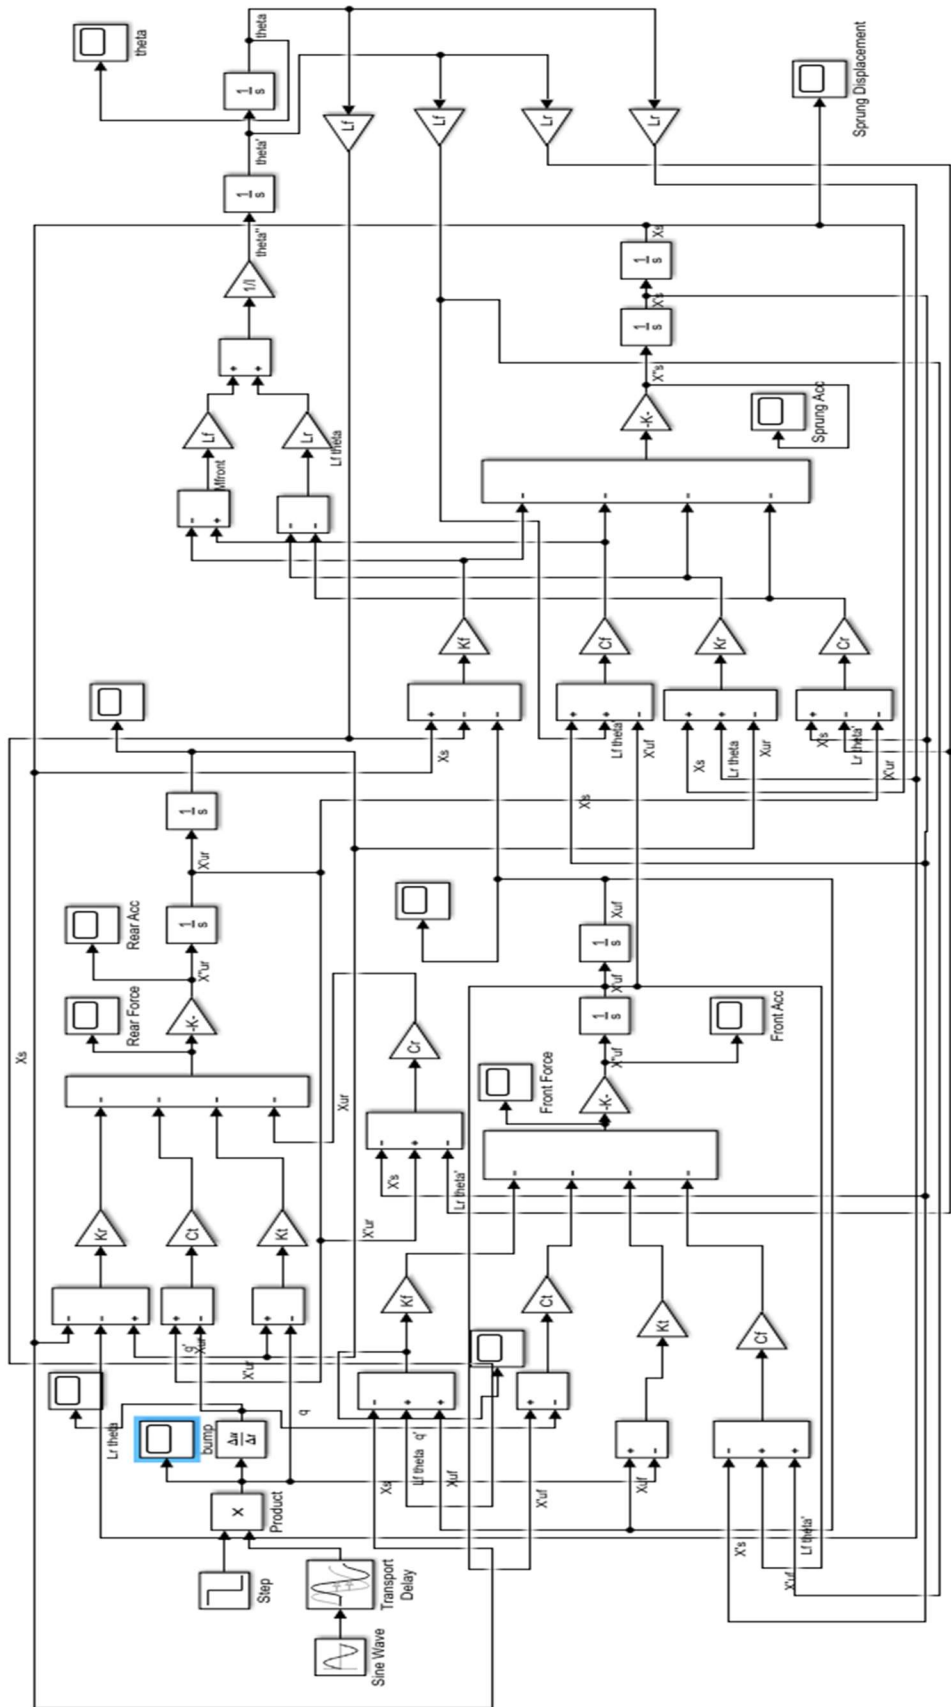 Xs
Lr theta
Kr
Rear Force
Rear Acc
theta
bump
Δu
Δt
q'
Xur
Ct
-K-
X''ur
1
s
X'ur
1
s
Mfront
Lf
Step
×
Product
X'ur
Kt
1/I
theta''
1
s
theta'
1
s
theta
q
Lr
Lf theta
Sine Wave
Transport
Delay
Xur
Lf
X'ur
Xs
X's
Lr theta'
Cr
Lf theta
q'
Xuf
Kf
Xs
Kf
Lf
X'uf
Ct
Front Force
-K-
X''uf
1
s
X'uf
1
s
Xuf
X's
Lf theta'
X'uf
Cf
Lr
Xuf
Kt
Front Acc
Xs
Lr theta
Xur
Kr
-K-
X''s
1
s
X's
1
s
Xs
Lr
X's
X'uf
Lf theta'
Cf
X's
Lr theta'
X'ur
Cr
Sprung Acc
Sprung Displacement